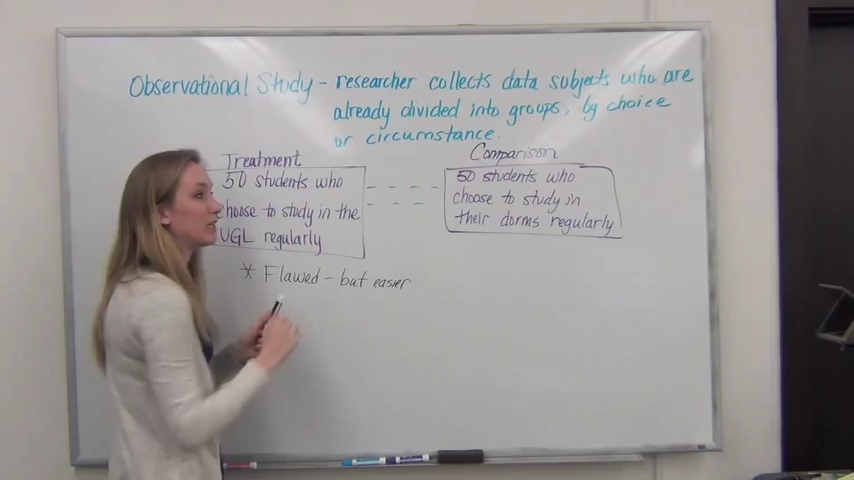 Observational Study - researcher collects data subjects who are
already divided into groups, by choice
or circumstance.
Treatment
50 students who
choose to study in the
UGL regularly
Comparison
50 students who
choose to study in
their dorms regularly
* Flawed - but easier